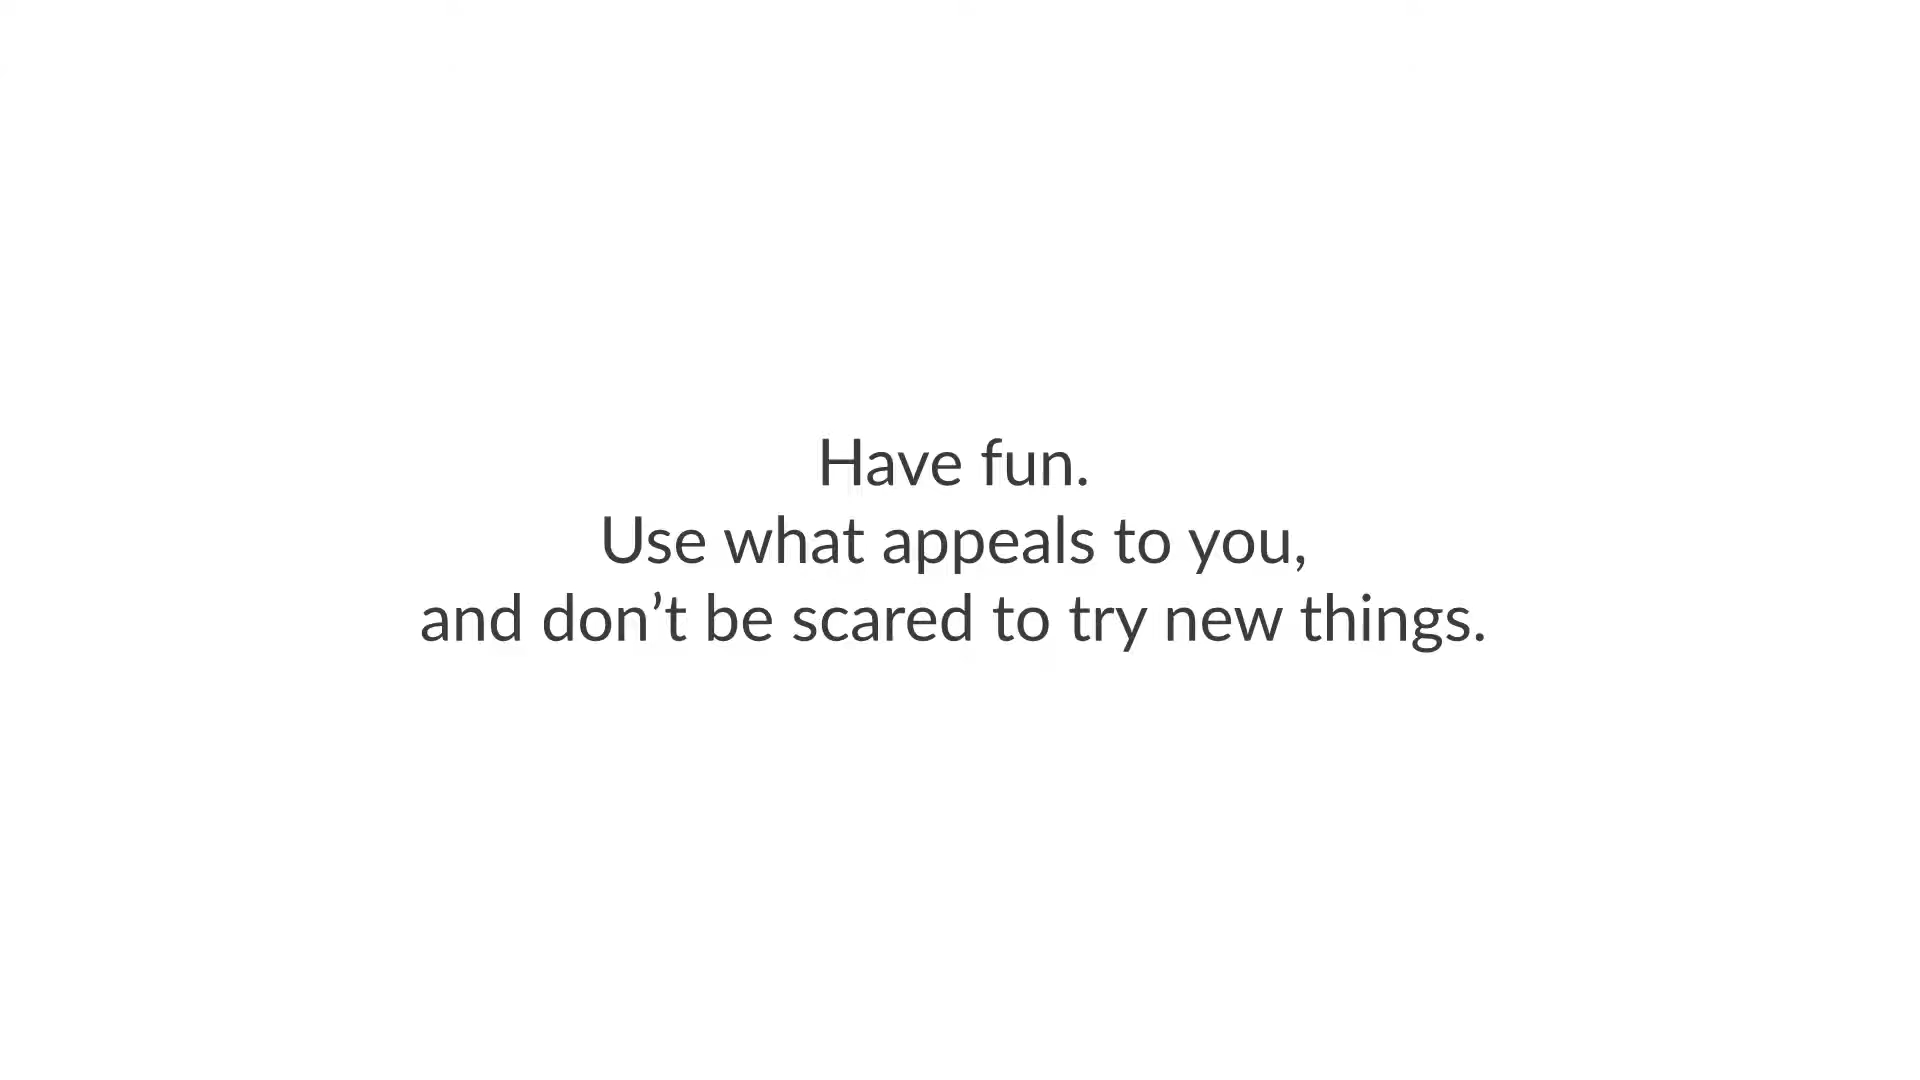 Have fun.
Use what appeals to you,
and don’t be scared to try new things.